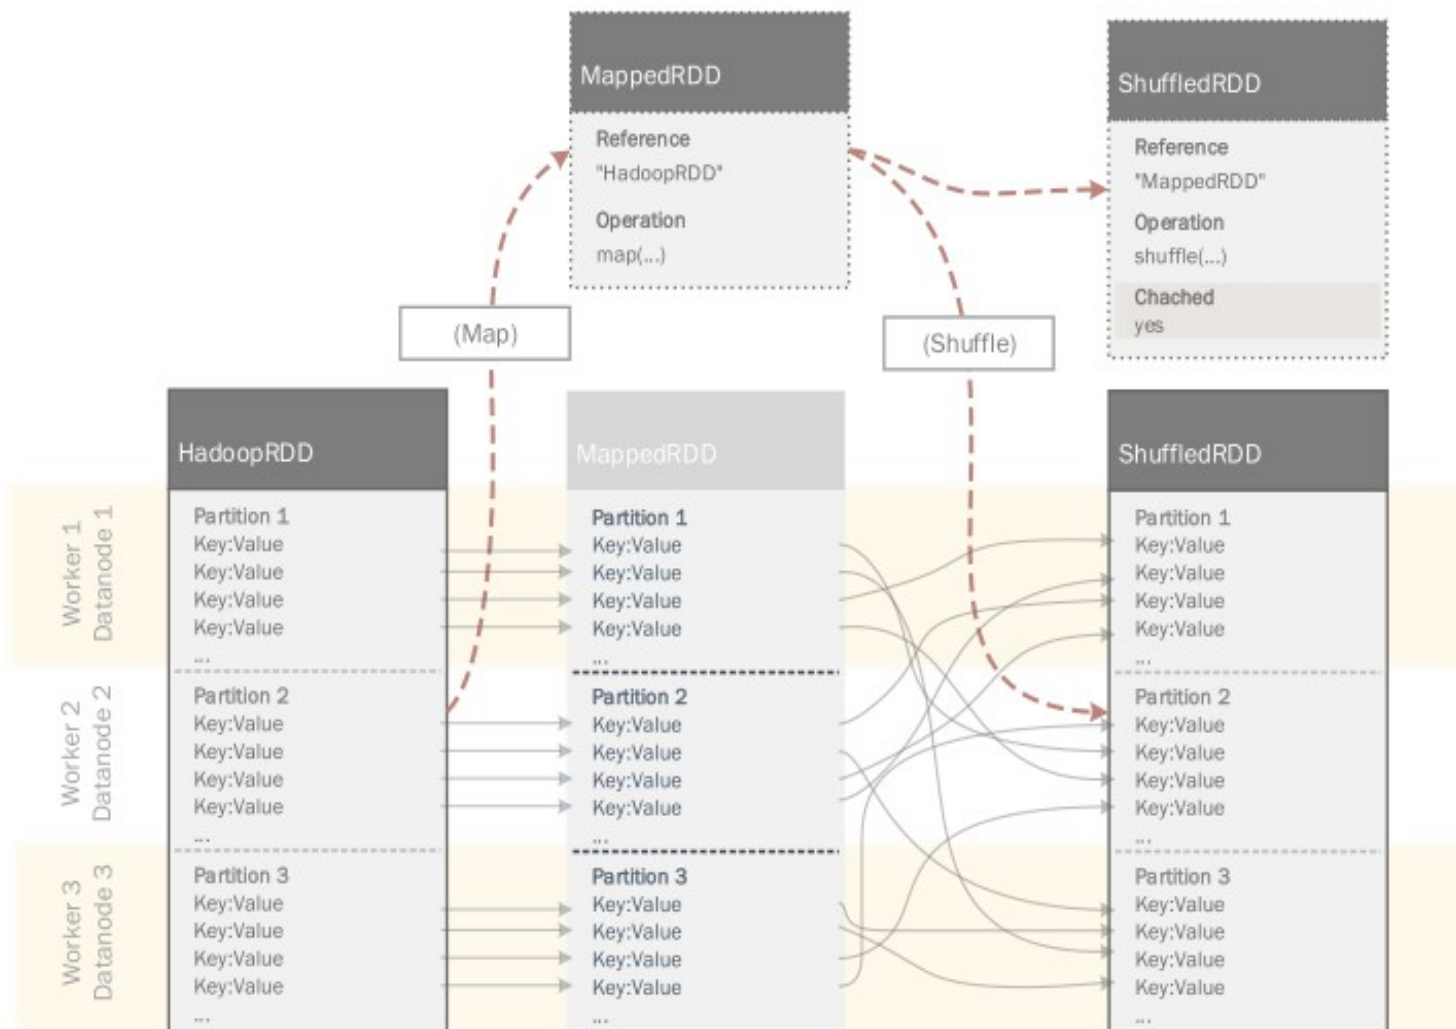 MappedRDD
Reference
"HadoopRDD"
Operation
map(...)
ShuffledRDD
Reference
"MappedRDD"
Operation
shuffle(...)
Chached
yes
(Map)
(Shuffle)
Worker 1
Datanode 1
Worker 2
Datanode 2
Worker 3
Datanode 3
HadoopRDD
Partition 1
Key:Value
Key:Value
Key:Value
Key:Value
...
Partition 2
Key:Value
Key:Value
Key:Value
Key:Value
...
Partition 3
Key:Value
Key:Value
Key:Value
Key:Value
...
MappedRDD
Partition 1
Key:Value
Key:Value
Key:Value
Key:Value
...
Partition 2
Key:Value
Key:Value
Key:Value
Key:Value
...
Partition 3
Key:Value
Key:Value
Key:Value
Key:Value
...
ShuffledRDD
Partition 1
Key:Value
Key:Value
Key:Value
Key:Value
...
Partition 2
Key:Value
Key:Value
Key:Value
Key:Value
...
Partition 3
Key:Value
Key:Value
Key:Value
Key:Value
...